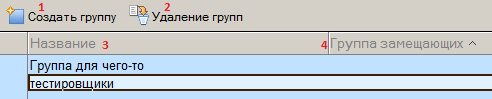 1 2
Создать группу Удаление групп
Название 3 4 Группа замещающих
Группа для чего-то
тестировщики